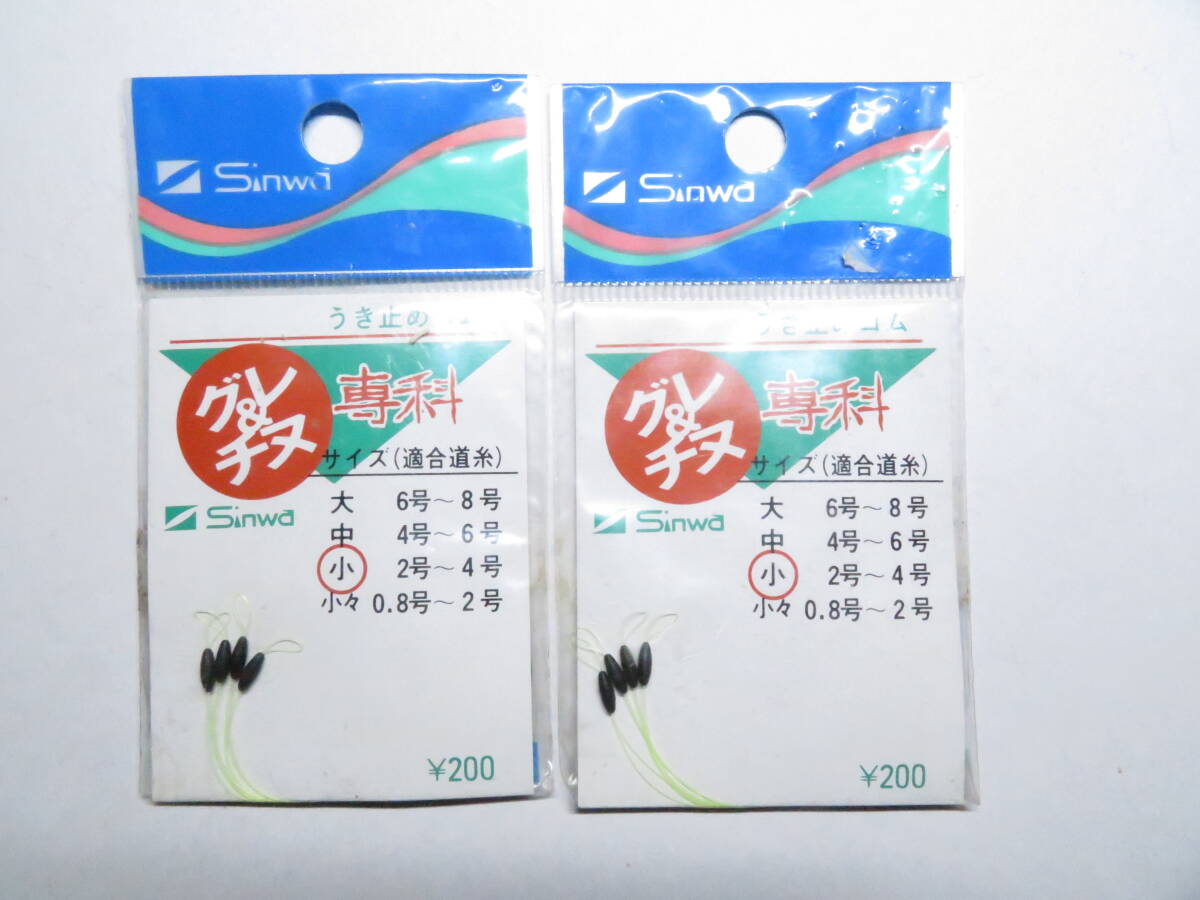 Sinwa
うき止め
グレ
&
チヌ
専科
サイズ(適合道糸)
大 6号～8号
中 4号～6号
小 2号～4号
小々 0.8号～2号
Sinwa
¥200
Sinwa
うき止めゴム
グレ
&
チヌ
専科
サイズ(適合道糸)
大 6号～8号
中 4号～6号
小 2号～4号
小々 0.8号～2号
Sinwa
¥200